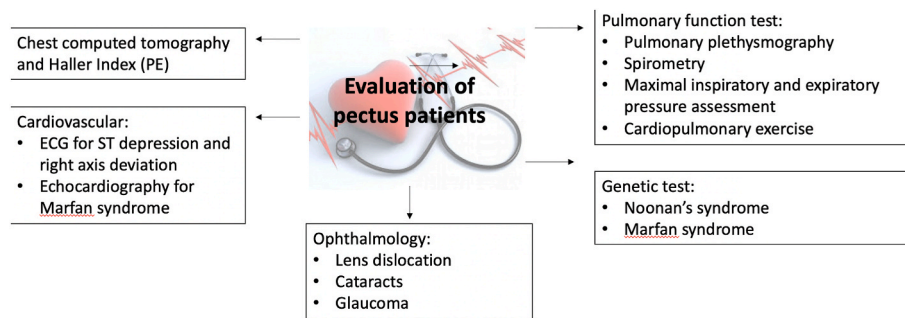 Chest computed tomography
and Haller Index (PE)
Cardiovascular:
• ECG for ST depression and
right axis deviation
• Echocardiography for
Marfan syndrome
Evaluation of
pectus patients
Ophthalmology:
• Lens dislocation
• Cataracts
• Glaucoma
Pulmonary function test:
• Pulmonary plethysmography
• Spirometry
• Maximal inspiratory and expiratory
pressure assessment
• Cardiopulmonary exercise
Genetic test:
• Noonan’s syndrome
• Marfan syndrome